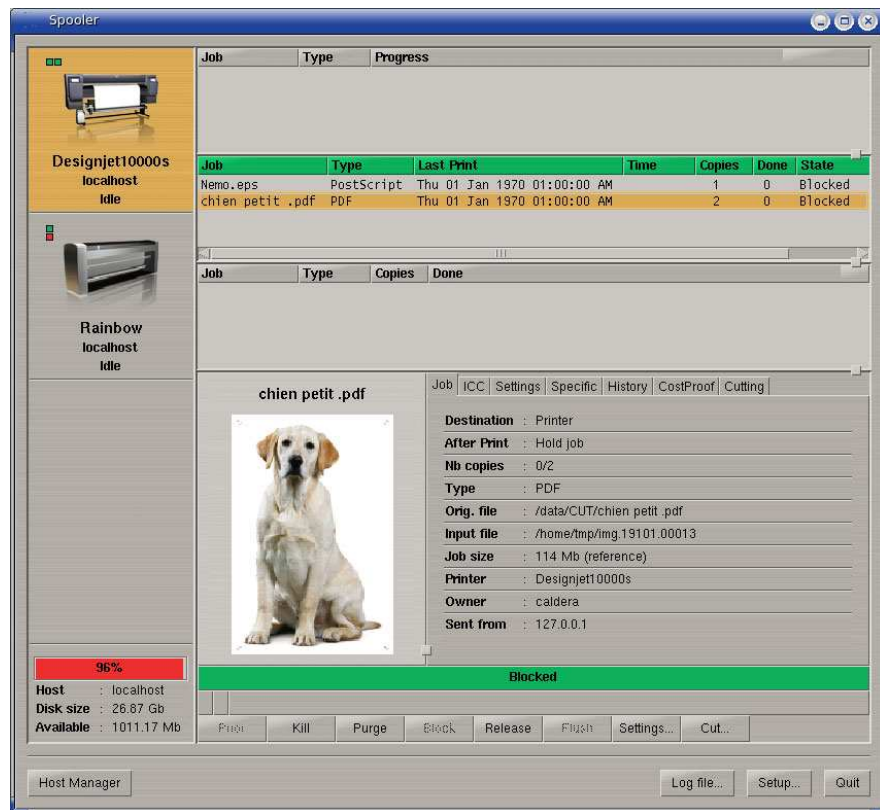 Spooler
Designjet10000s
localhost
Idle
Rainbow
localhost
Idle
96%
Host : localhost
Disk size : 26.87 Gb
Available : 1011.17 Mb
Job Type Progress
Job Type Last Print Time Copies Done State
Nemo.eps PostScript Thu 01 Jan 1970 01:00:00 AM 1 0 Blocked
chien petit .pdf PDF Thu 01 Jan 1970 01:00:00 AM 2 0 Blocked
Job Type Copies Done
chien petit .pdf
Job ICC Settings Specific History CostProof Cutting
Destination : Printer
After Print : Hold job
Nb copies : 0/2
Type : PDF
Orig. file : /data/CUT/chien petit .pdf
Input file : /home/tmp/img.19101.00013
Job size : 114 Mb (reference)
Printer : Designjet10000s
Owner : caldera
Sent from : 127.0.0.1
Blocked
Kill Purge Block Release Flush Settings... Cut...
Host Manager Log file... Setup... Quit